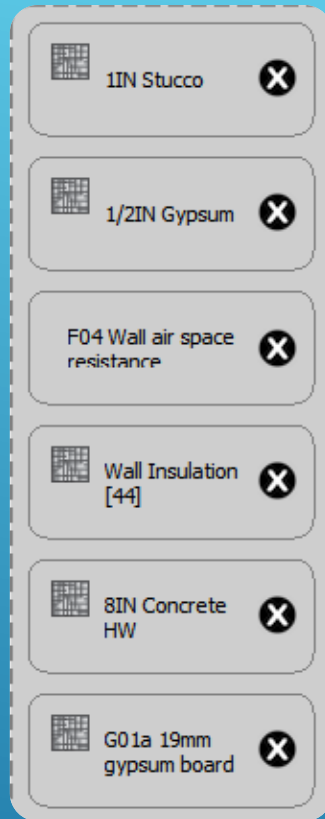 1IN Stucco
1/2IN Gypsum
F04 Wall air space
resistance
Wall Insulation
[44]
8IN Concrete
HW
G01a 19mm
gypsum board